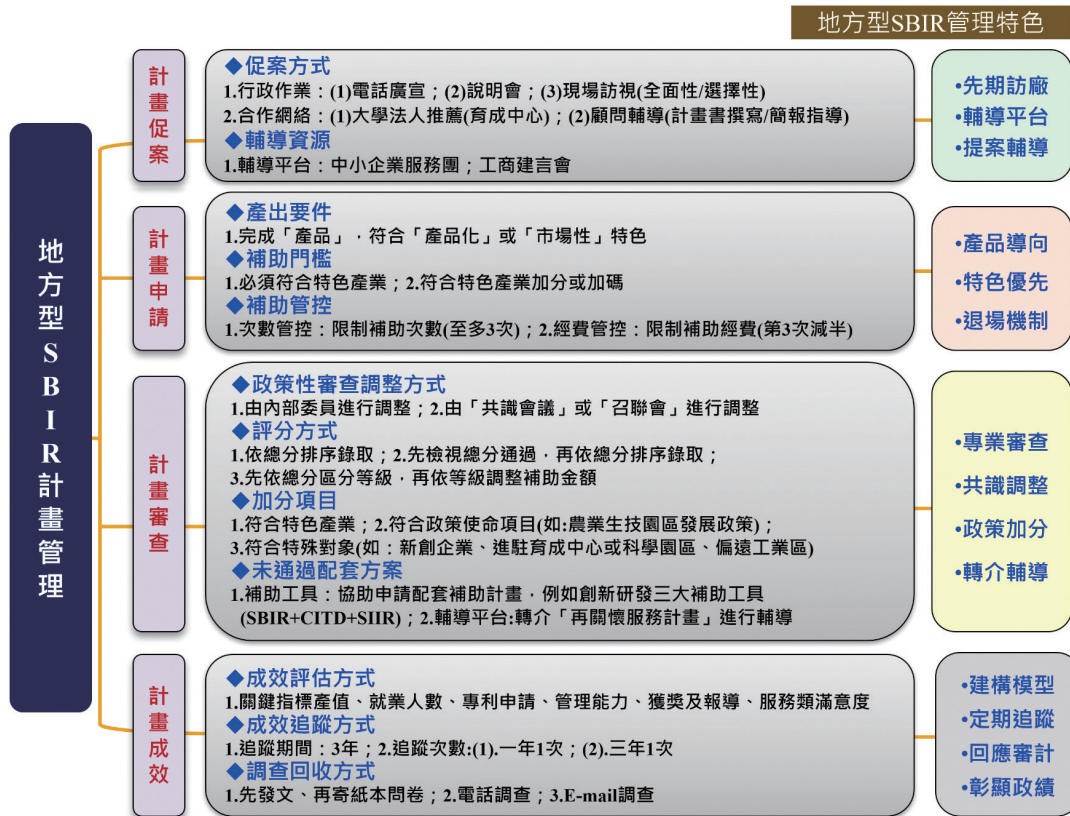 地方型SBIR管理特色
地方型SBIR計畫管理
計畫促案
◆促案方式
1.行政作業：(1)電話廣宣；(2)說明會；(3)現場訪視(全面性/選擇性)
2.合作網絡：(1)大學法人推薦(育成中心)；(2)顧問輔導(計畫書撰寫/簡報指導)
◆輔導資源
1.輔導平台：中小企業服務團；工商建言會
•先期訪廠
•輔導平台
•提案輔導
計畫申請
◆產出要件
1.完成「產品」，符合「產品化」或「市場性」特色
◆補助門檻
1.必須符合特色產業；2.符合特色產業加分或加碼
◆補助管控
1.次數管控：限制補助次數(至多3次)；2.經費管控：限制補助經費(第3次減半)
•產品導向
•特色優先
•退場機制
計畫審查
◆政策性審查調整方式
1.由內部委員進行調整；2.由「共識會議」或「召聯會」進行調整
◆評分方式
1.依總分排序錄取；2.先檢視總分通過，再依總分排序錄取；
3.先依總分區分等級，再依等級調整補助金額
◆加分項目
1.符合特色產業；2.符合政策使命項目(如:農業生技園區發展政策)；
3.符合特殊對象(如：新創企業、進駐育成中心或科學園區、偏遠工業區)
◆未通過配套方案
1.補助工具：協助申請配套補助計畫，例如創新研發三大補助工具
(SBIR+CITD+SIIR)；2.輔導平台:轉介「再關懷服務計畫」進行輔導
•專業審查
•共識調整
•政策加分
•轉介輔導
計畫成效
◆成效評估方式
1.關鍵指標產值、就業人數、專利申請、管理能力、獲獎及報導、服務類滿意度
◆成效追蹤方式
1.追蹤期間：3年；2.追蹤次數:(1).一年1次；(2).三年1次
◆調查回收方式
1.先發文、再寄紙本問卷；2.電話調查；3.E-mail調查
•建構模型
•定期追蹤
•回應審計
•彰顯政績